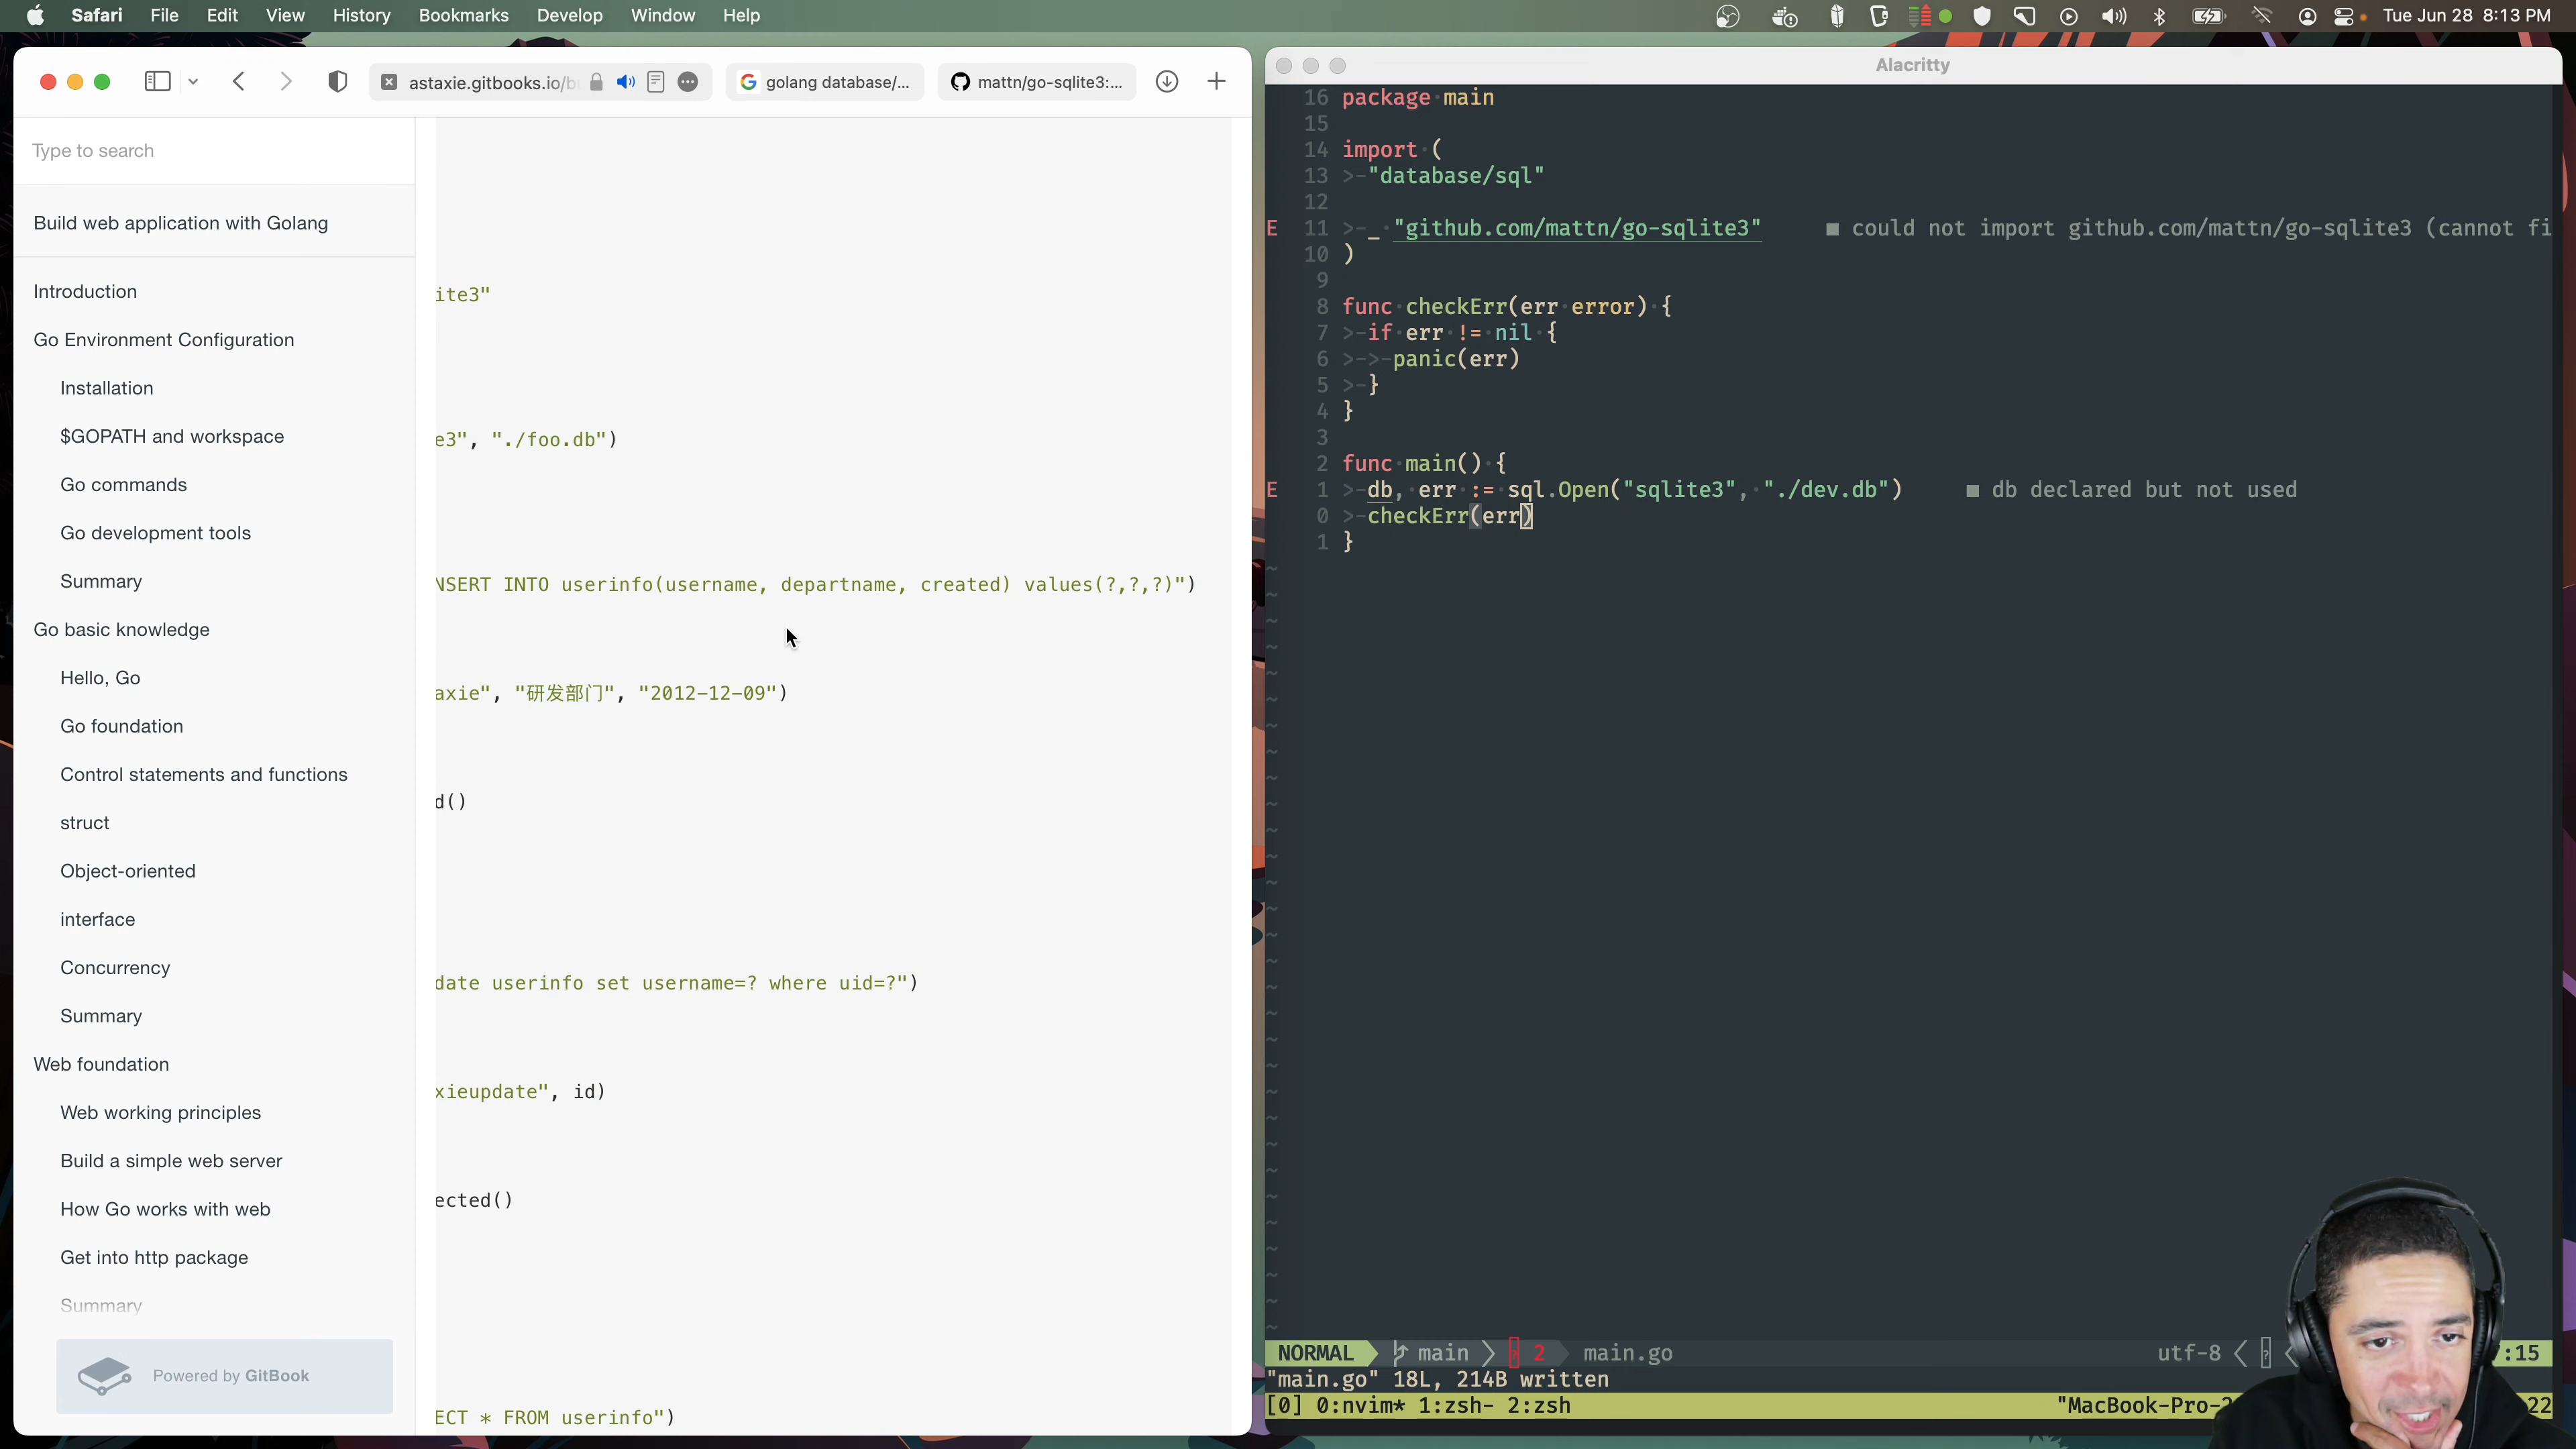 Safari File Edit View History Bookmarks Develop Window Help
Tue Jun 28 8:13 PM
astaxie.gitbooks.io/bu
golang database/...
mattn/go-sqlite3:...
Type to search
Build web application with Golang
Introduction
Go Environment Configuration
Installation
$GOPATH and workspace
Go commands
Go development tools
Summary
Go basic knowledge
Hello, Go
Go foundation
Control statements and functions
struct
Object-oriented
interface
Concurrency
Summary
Web foundation
Web working principles
Build a simple web server
How Go works with web
Get into http package
Summary
Powered by GitBook
ite3"
e3", "./foo.db")
NSERT INTO userinfo(username, departname, created) values(?,?,?)")
axie", "研发部门", "2012-12-09")
d()
date userinfo set username=? where uid=?")
xieupdate", id)
ected()
ECT * FROM userinfo")
Alacritty
16 package main
15
14 import (
13 >-"database/sql"
12
E 11 >-_ "github.com/mattn/go-sqlite3" ■ could not import github.com/mattn/go-sqlite3 (cannot fi
10 )
9
8 func checkErr(err error) {
7 >-if err != nil {
6 >->-panic(err)
5 >-}
4 }
3
2 func main() {
E 1 >-db, err := sql.Open("sqlite3", "./dev.db") ■ db declared but not used
0 >-checkErr(err)
1 }
NORMAL main 2 main.go utf-8 :15
"main.go" 18L, 214B written
[0] 0:nvim* 1:zsh- 2:zsh "MacBook-Pro-2 22